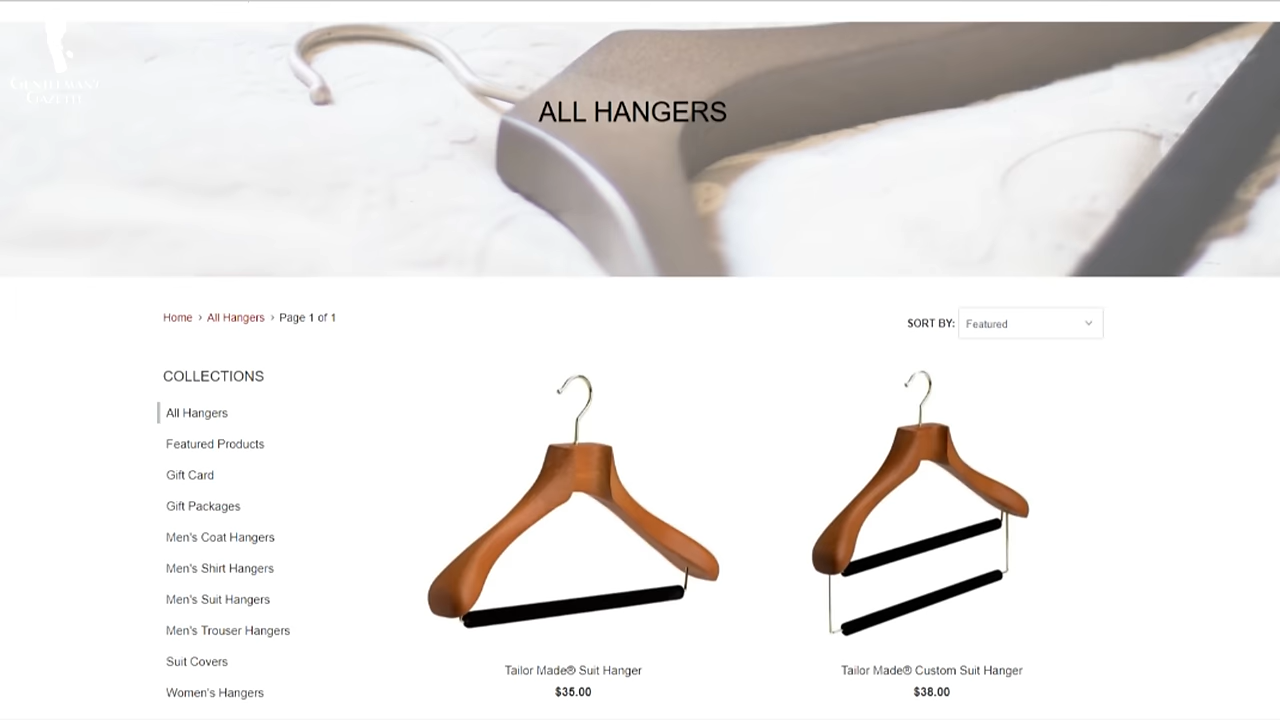 GENTLEMAN'S
GAZETTE
ALL HANGERS
Home › All Hangers › Page 1 of 1
SORT BY: Featured
COLLECTIONS
All Hangers
Featured Products
Gift Card
Gift Packages
Men's Coat Hangers
Men's Shirt Hangers
Men's Suit Hangers
Men's Trouser Hangers
Suit Covers
Women's Hangers
Tailor Made® Suit Hanger
$35.00
Tailor Made® Custom Suit Hanger
$38.00